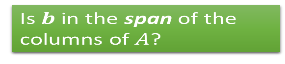 Is b in the span of the
columns of A?